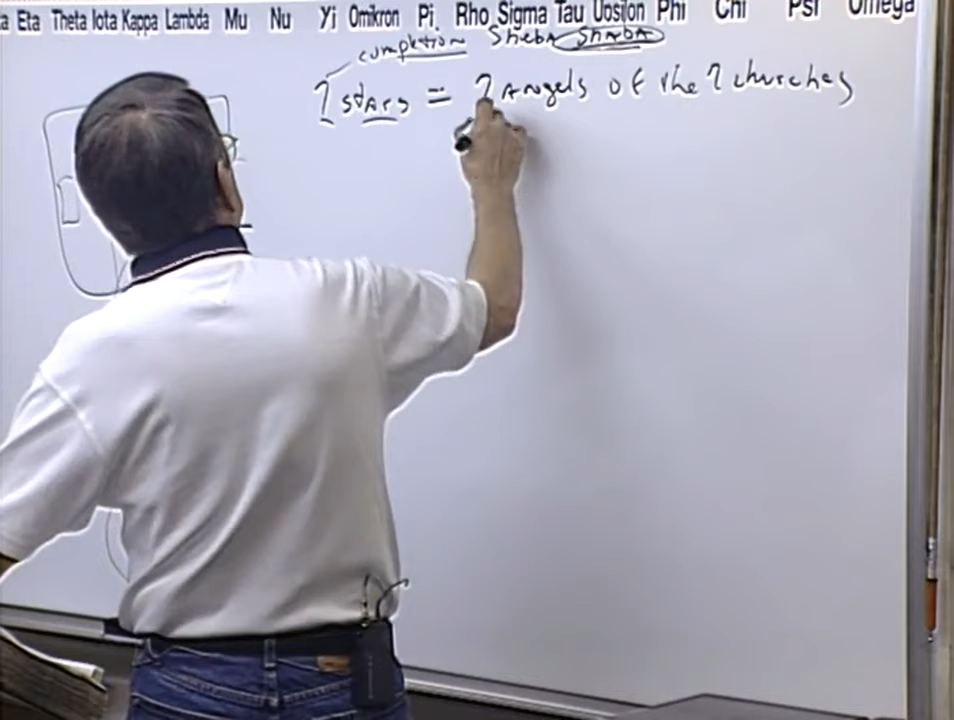 a Eta Theta Iota Kappa Lambda Mu Nu Yi Omikron Pi Rho Sigma Tau Uosilon Phi Chi Psi Omega
completion Sheba Shaba
7 stars = 7 Angels of the 7 churches